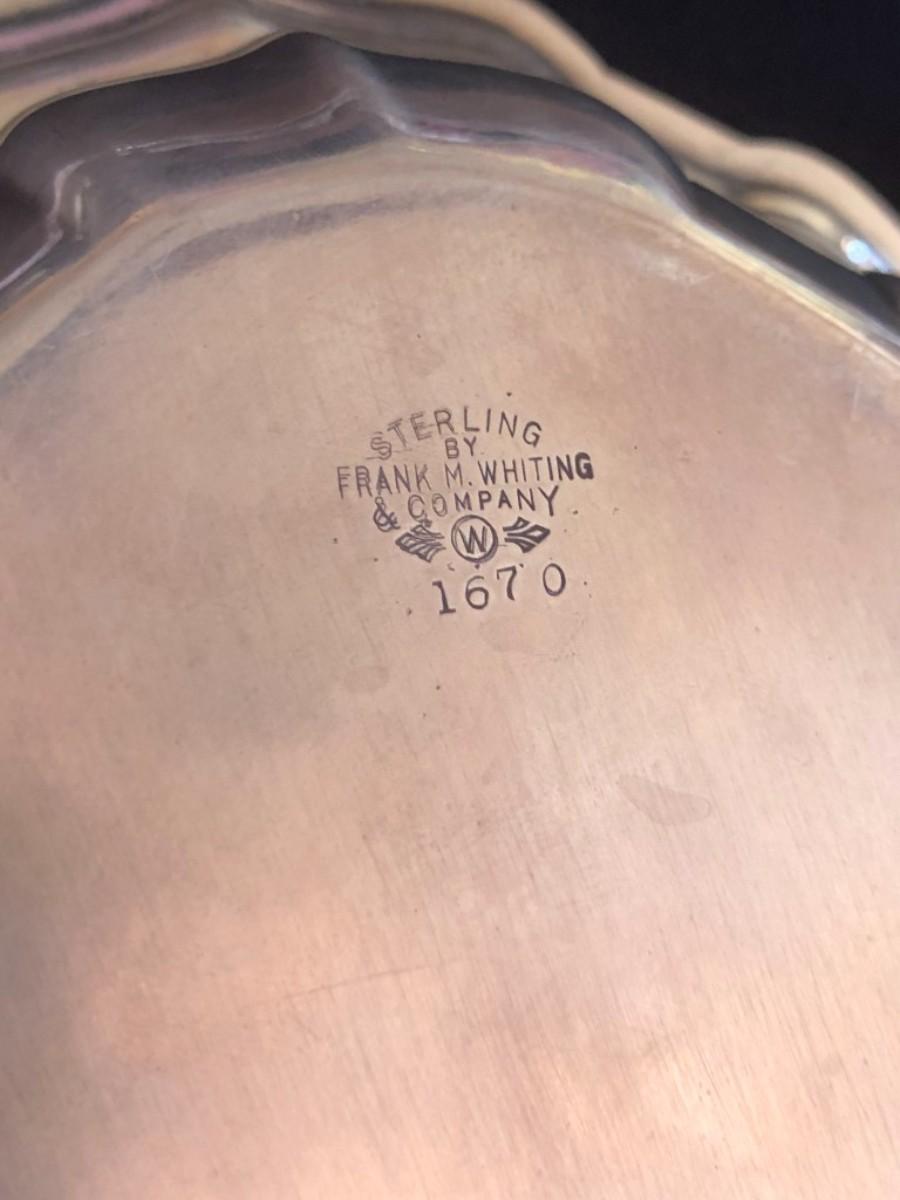 STERLING
BY
FRANK M. WHITING
& COMPANY
W
1670